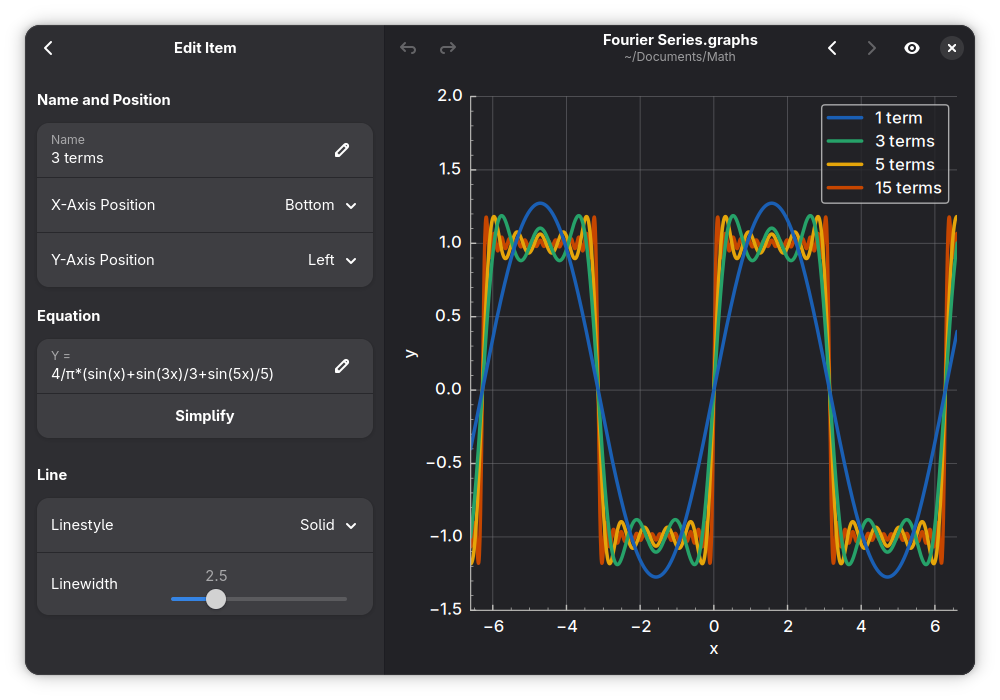 Edit Item
Name and Position
Name
3 terms
X-Axis Position Bottom
Y-Axis Position Left
Equation
Y =
4/π*(sin(x)+sin(3x)/3+sin(5x)/5)
Simplify
Line
Linestyle Solid
2.5
Linewidth
Fourier Series.graphs
~/Documents/Math
2.0
1.5
1.0
0.5
0.0
−0.5
−1.0
−1.5
y
1 term
3 terms
5 terms
15 terms
−6 −4 −2 0 2 4 6
x